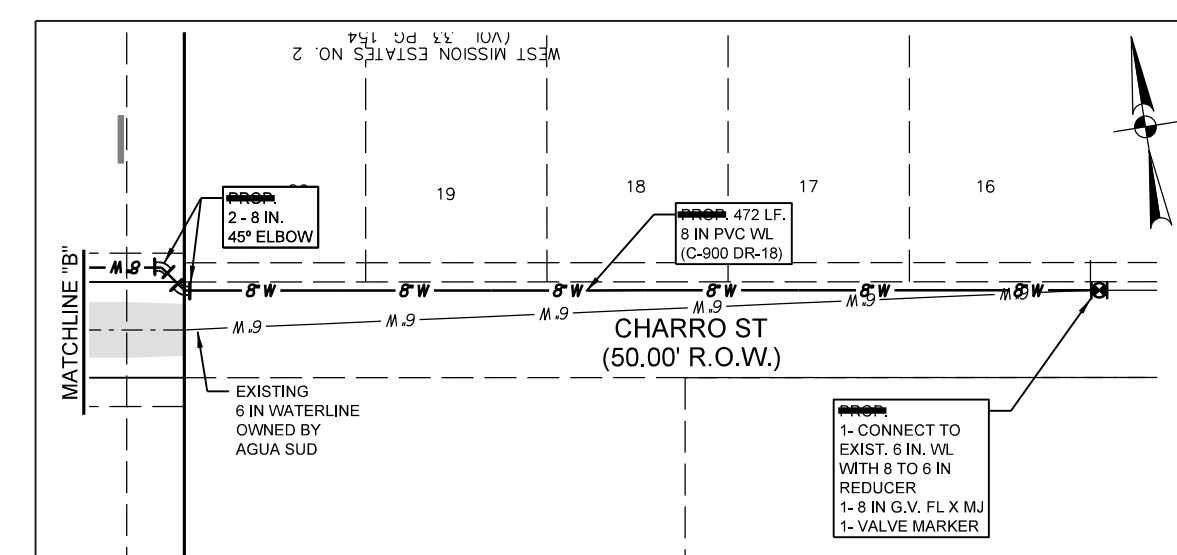 WEST MISSION ESTATES NO. 2
(VOL 33 PG 154
19
18
17
16
PROP.
2 - 8 IN.
45º ELBOW
PROP. 472 LF.
8 IN PVC WL
(C-900 DR-18)
MATCHLINE "B"
8" W
8" W
8" W
8" W
8" W
8" W
8" W
6" W
6" W
6" W
6" W
6" W
6" W
CHARRO ST
(50.00' R.O.W.)
EXISTING
6 IN WATERLINE
OWNED BY
AGUA SUD
PROP.
1- CONNECT TO
EXIST. 6 IN. WL
WITH 8 TO 6 IN
REDUCER
1- 8 IN G.V. FL X MJ
1- VALVE MARKER